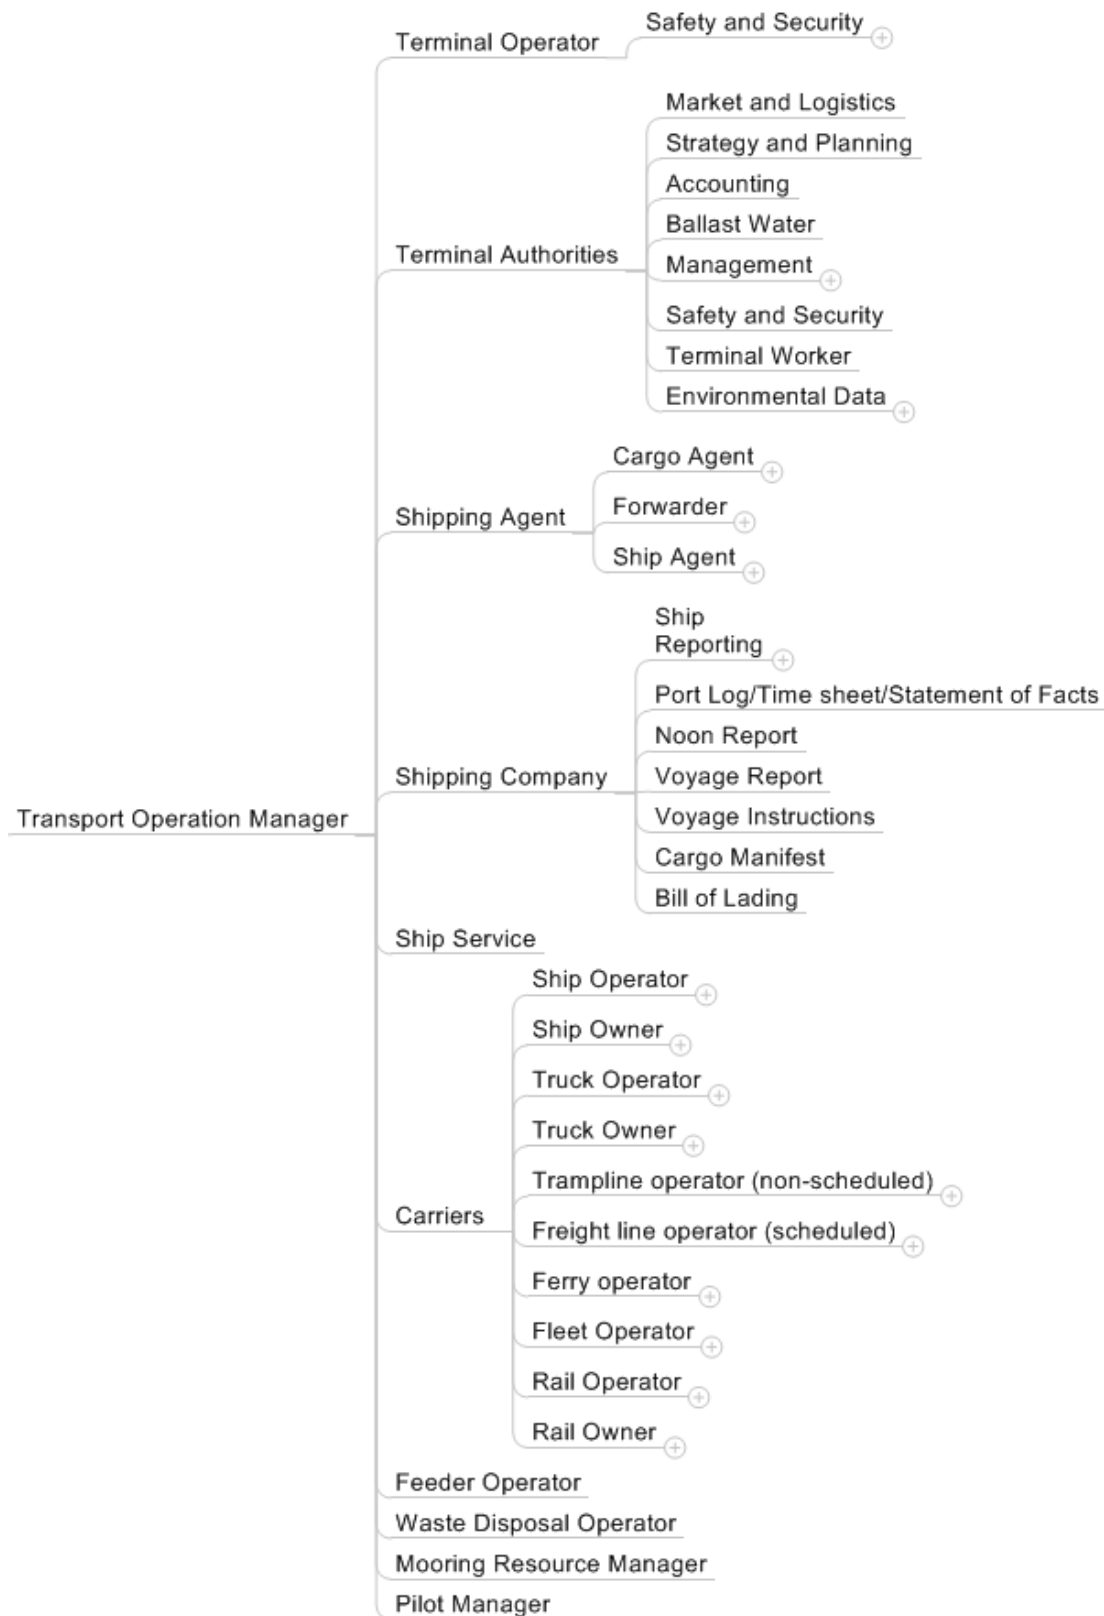 Safety and Security
Terminal Operator
Market and Logistics
Strategy and Planning
Accounting
Ballast Water
Terminal Authorities
Management
Safety and Security
Terminal Worker
Environmental Data
Cargo Agent
Forwarder
Shipping Agent
Ship Agent
Ship
Reporting
Port Log/Time sheet/Statement of Facts
Noon Report
Shipping Company
Voyage Report
Voyage Instructions
Transport Operation Manager
Cargo Manifest
Bill of Lading
Ship Service
Ship Operator
Ship Owner
Truck Operator
Truck Owner
Trampline operator (non-scheduled)
Carriers
Freight line operator (scheduled)
Ferry operator
Fleet Operator
Rail Operator
Rail Owner
Feeder Operator
Waste Disposal Operator
Mooring Resource Manager
Pilot Manager